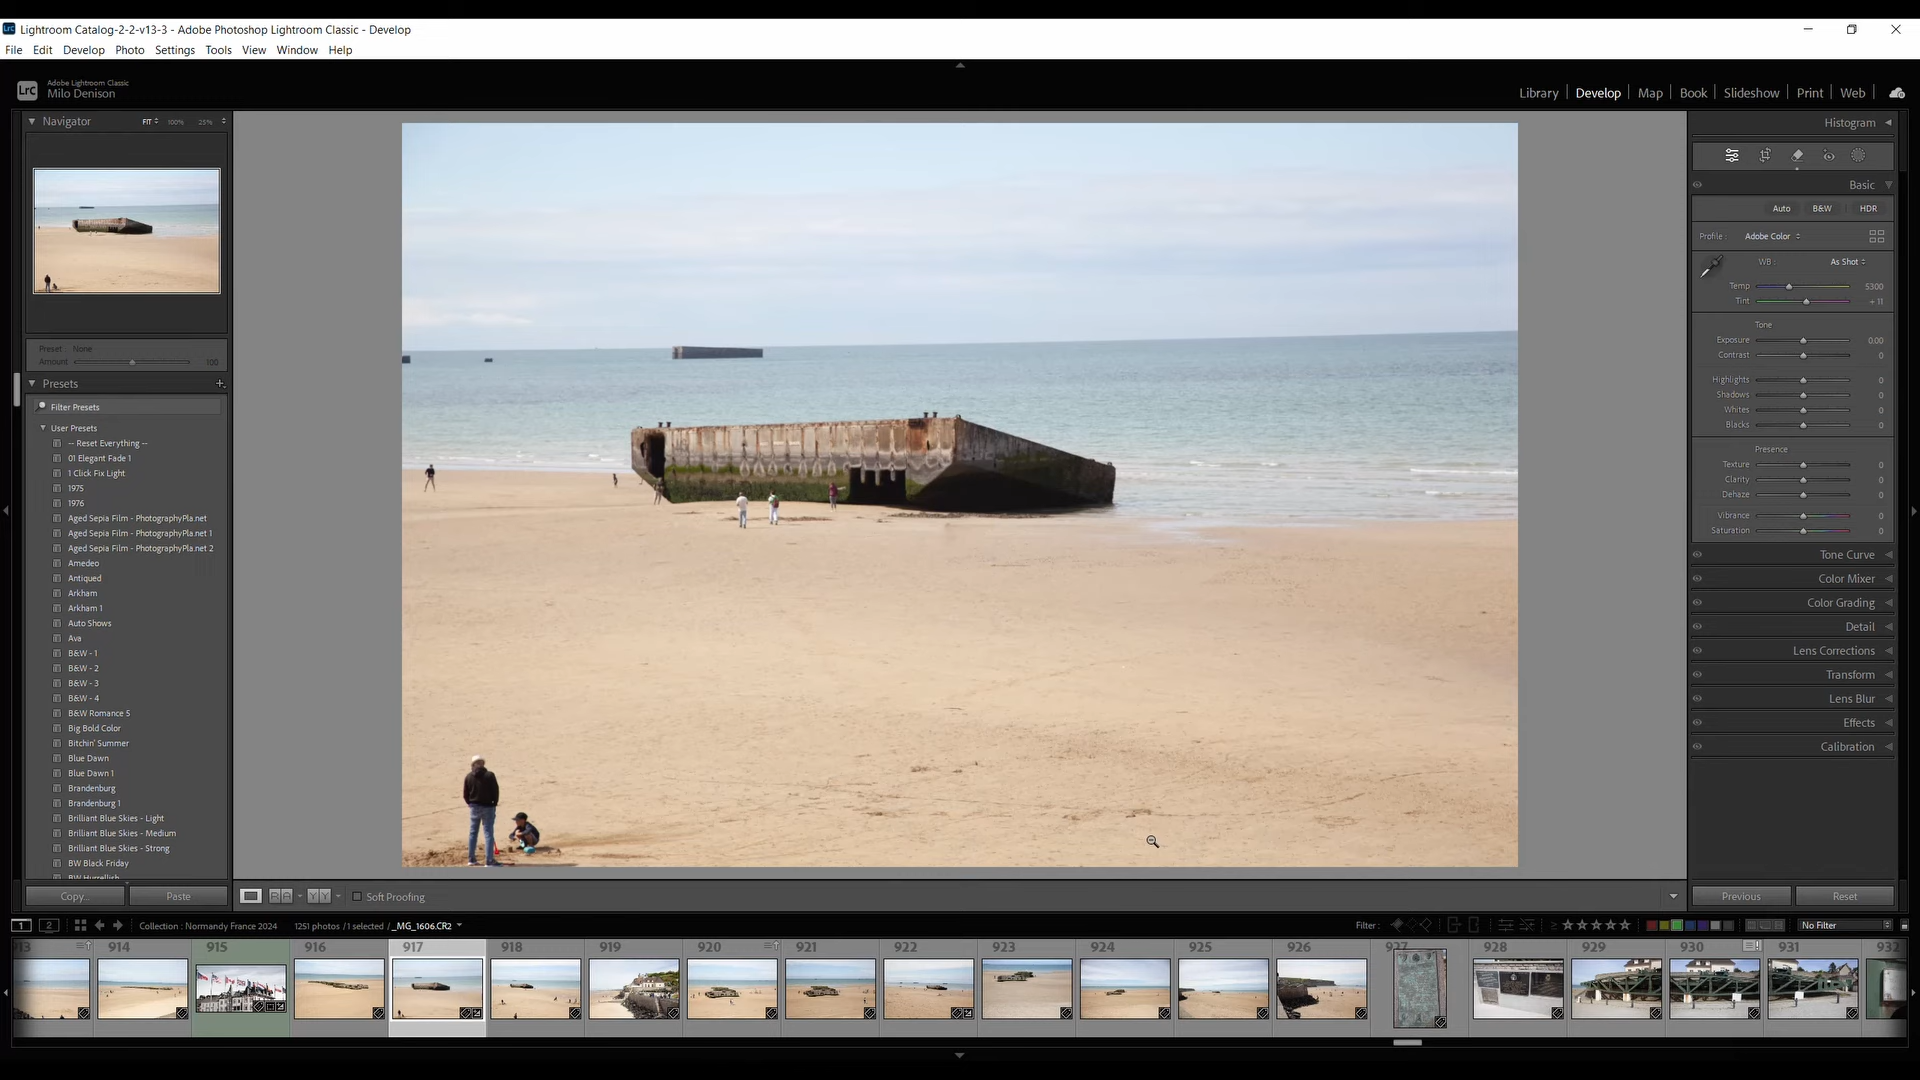 Lightroom Catalog-2-2-v13-3 - Adobe Photoshop Lightroom Classic - Develop
File Edit Develop Photo Settings Tools View Window Help
LrC
Adobe Lightroom Classic
Milo Denison
Library Develop Map Book Slideshow Print Web
Navigator FIT 100% 25%
Preset None
Amount 100
Presets
Filter Presets
User Presets
-- Reset Everything --
01 Elegant Fade 1
1 Click Fix Light
1975
1976
Aged Sepia Film - PhotographyPla.net
Aged Sepia Film - PhotographyPla.net 1
Aged Sepia Film - PhotographyPla.net 2
Amedeo
Antiqued
Arkham
Arkham 1
Auto Shows
Ava
B&W - 1
B&W - 2
B&W - 3
B&W - 4
B&W Romance 5
Big Bold Color
Bitchin' Summer
Blue Dawn
Blue Dawn 1
Brandenburg
Brandenburg 1
Brilliant Blue Skies - Light
Brilliant Blue Skies - Medium
Brilliant Blue Skies - Strong
BW Black Friday
Copy... Paste
Soft Proofing
Histogram
Basic
Auto B&W HDR
Profile : Adobe Color
WB : As Shot
Temp 5300
Tint + 11
Tone
Exposure 0.00
Contrast 0
Highlights 0
Shadows 0
Whites 0
Blacks 0
Presence
Texture 0
Clarity 0
Dehaze 0
Vibrance 0
Saturation 0
Tone Curve
Color Mixer
Color Grading
Detail
Lens Corrections
Transform
Lens Blur
Effects
Calibration
Previous Reset
1 2 Collection : Normandy France 2024 1251 photos / 1 selected / _MG_1606.CR2 Filter : No Filter
914 915 916 917 918 919 920 921 922 923 924 925 926 927 928 929 930 931 932